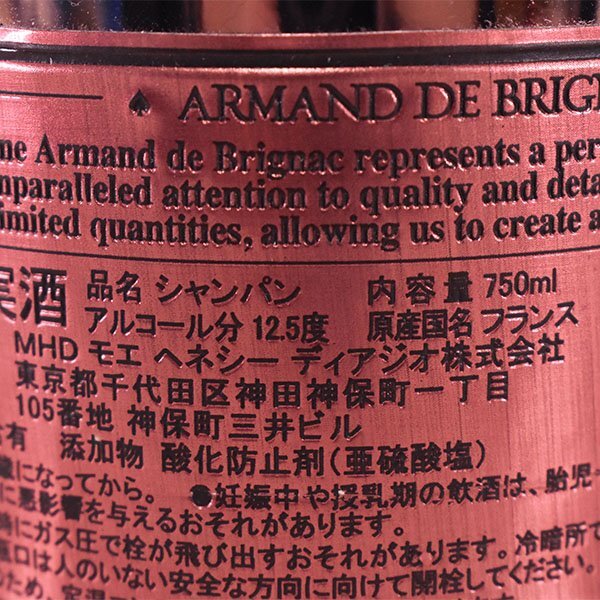 ♠ ARMAND DE
Armand de Brignac represents a
attention to quality and
quantities, allowing us to create
酒 品名 シャンパン 内容量 750ml
アルコール分 12.5度 原産国名 フランス
MHD モエ ヘネシー ディアジオ株式会社
東京都千代田区神田神保町一丁目
105番地 神保町三井ビル
有 添加物 酸化防止剤(亜硫酸塩)
になってから。 ●妊娠中や授乳期の飲酒は、胎児・
に悪影響を与えるおそれがあります。
時にガス圧で栓が飛び出すおそれがあります。冷暗所で
口は人のいない安全な方向に向けて開栓してください。